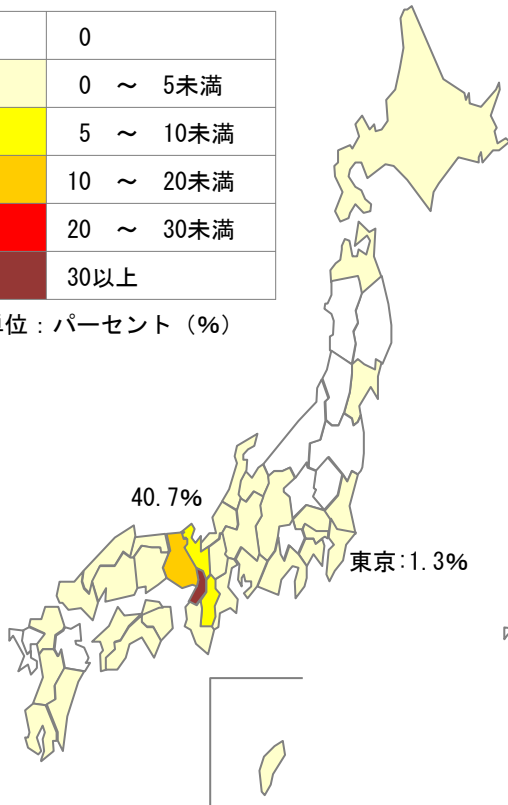 0
0 ～ 5未満
5 ～ 10未満
10 ～ 20未満
20 ～ 30未満
30以上
位：パーセント（%）
40.7%
東京:1.3%